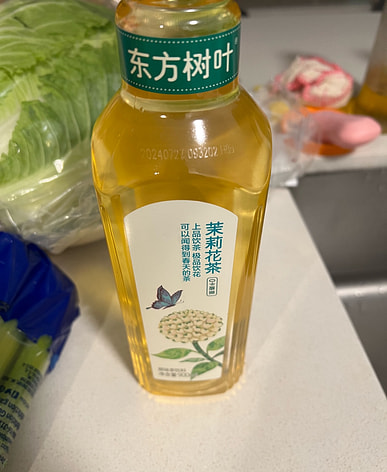 东方树叶
茉莉花茶
上品饮茶 极品饮花
可以闻得到春天的茶